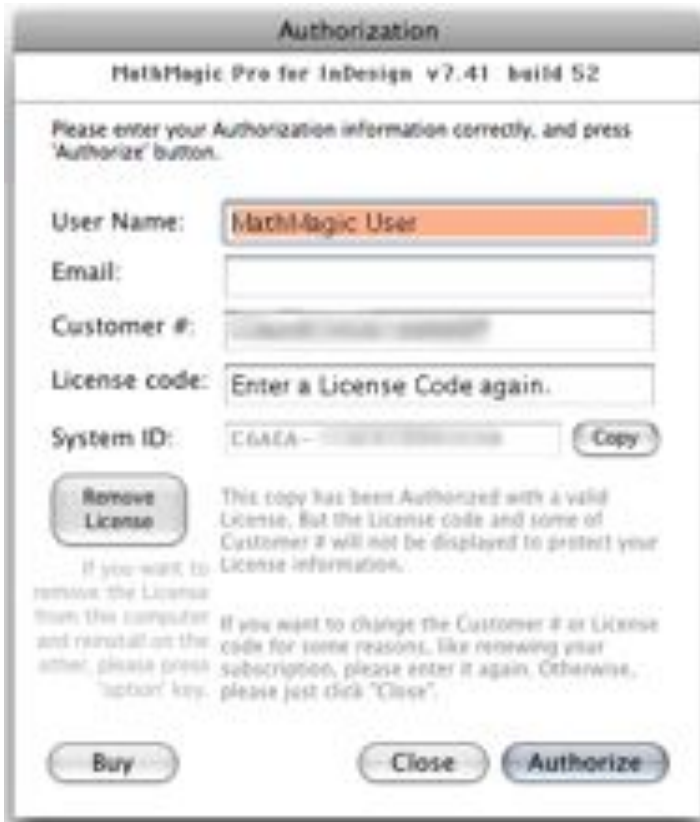 Authorization
MathMagic Pro for InDesign v7.41 build 52
Please enter your Authorization information correctly, and press
'Authorize' button.
User Name: MathMagic User
Email:
Customer #:
License code: Enter a License Code again.
System ID: Copy
Remove
License
This copy has been Authorized with a valid
License. But the License code and some of
Customer # will not be displayed to protect your
License information.
If you want to
remove the License
from this computer
and reinstall on the
other, please press
'option' key.
If you want to change the Customer # or License
code for some reasons, like renewing your
subscription, please enter it again. Otherwise,
please just click "Close".
Buy Close Authorize